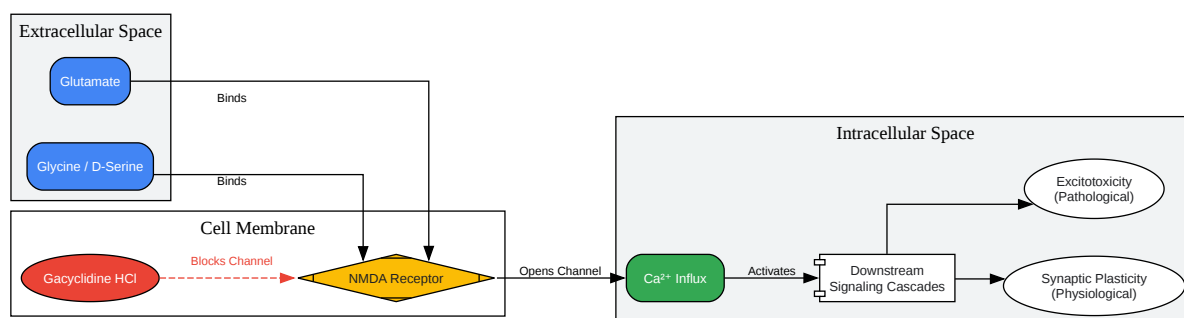 Extracellular Space
Glutamate
Binds
Glycine / D-Serine
Binds
Cell Membrane
Gacyclidine HCl
Blocks Channel
NMDA Receptor
Opens Channel
Intracellular Space
Ca²⁺ Influx
Activates
Downstream
Signaling Cascades
Excitotoxicity
(Pathological)
Synaptic Plasticity
(Physiological)